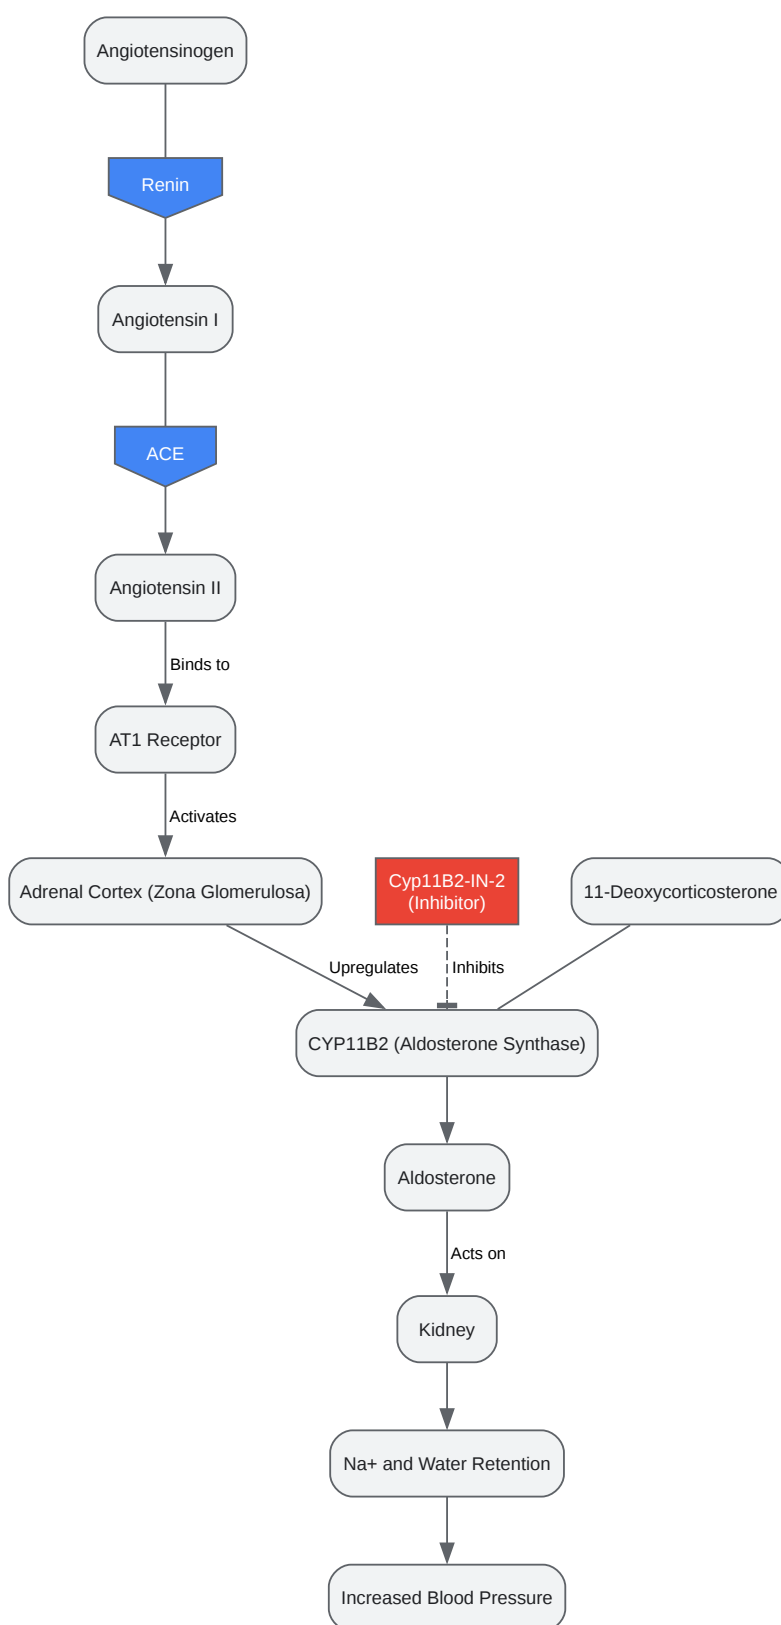 Angiotensinogen
Renin
Angiotensin I
ACE
Angiotensin II
Binds to
AT1 Receptor
Activates
Adrenal Cortex (Zona Glomerulosa)
Cyp11B2-IN-2
(Inhibitor)
11-Deoxycorticosterone
Upregulates
Inhibits
CYP11B2 (Aldosterone Synthase)
Aldosterone
Acts on
Kidney
Na+ and Water Retention
Increased Blood Pressure